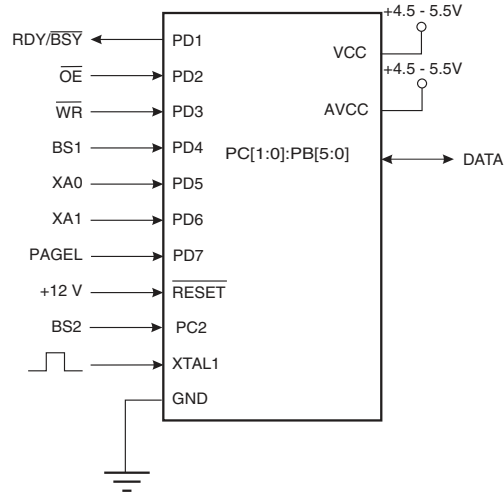 +4.5 - 5.5V
RDY/BSY PD1
VCC
OE PD2
+4.5 - 5.5V
WR PD3
AVCC
BS1 PD4
PC[1:0]:PB[5:0] DATA
XA0 PD5
XA1 PD6
PAGEL PD7
+12 V RESET
BS2 PC2
XTAL1
GND